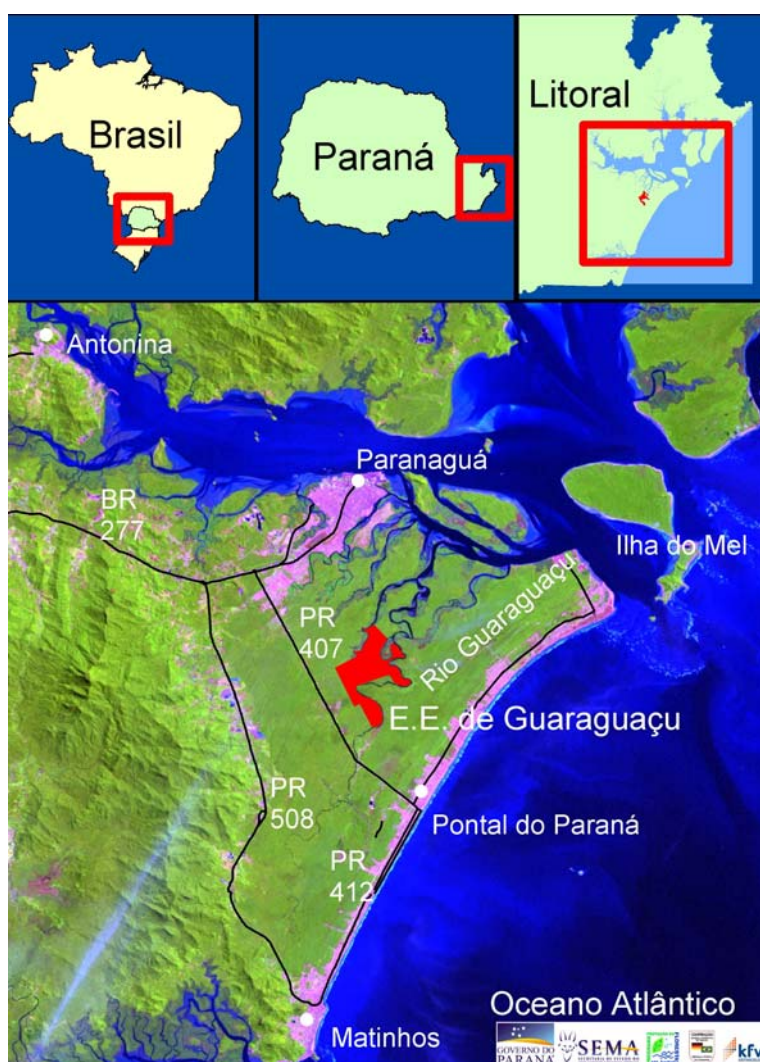 Brasil
Paraná
Litoral
Antonina
Paranaguá
BR
277
Ilha do Mel
PR
407
Rio Guaraguaçu
E.E. de Guaraguaçu
PR
508
Pontal do Paraná
PR
412
Oceano Atlântico
Matinhos
GOVERNO DO
PARANÁ
SEMA
kfw